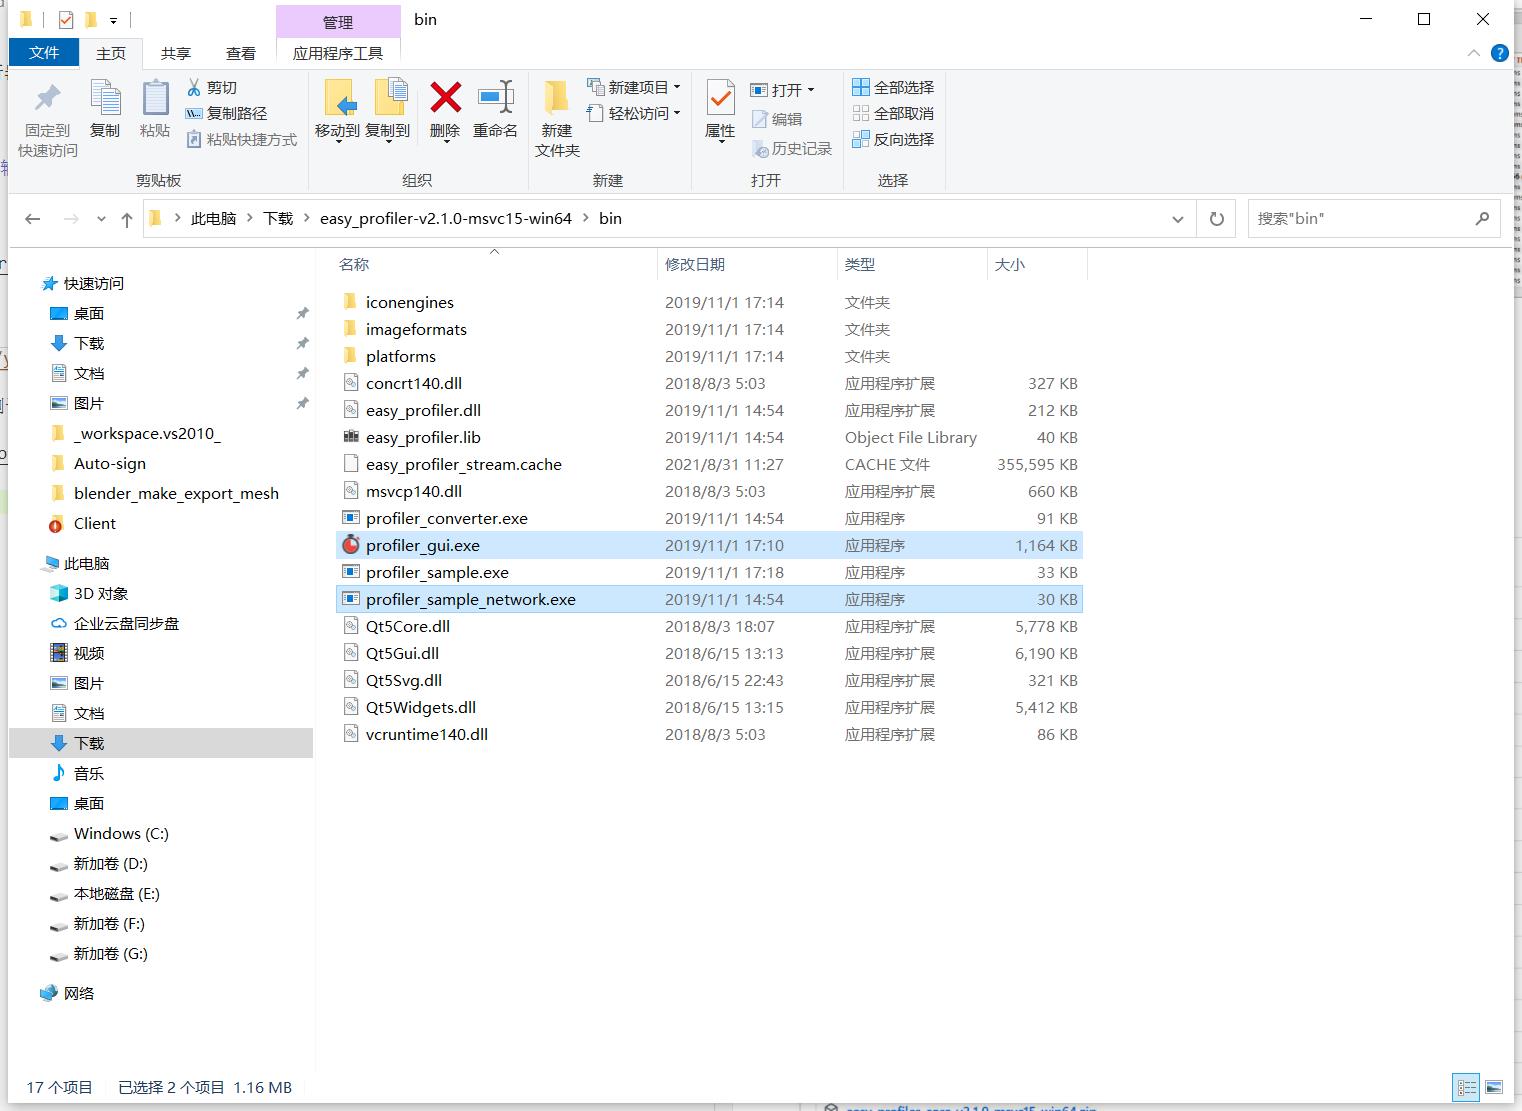 管理
bin
文件
主页
共享
查看
应用程序工具
固定到
快速访问
复制
粘贴
剪切
复制路径
粘贴快捷方式
剪贴板
移动到
复制到
删除
重命名
组织
新建
文件夹
新建项目
轻松访问
新建
属性
打开
编辑
历史记录
打开
全部选择
全部取消
反向选择
选择
此电脑 > 下载 > easy_profiler-v2.1.0-msvc15-win64 > bin
搜索"bin"
快速访问
桌面
下载
文档
图片
_workspace.vs2010_
Auto-sign
blender_make_export_mesh
Client
此电脑
3D 对象
企业云盘同步盘
视频
图片
文档
下载
音乐
桌面
Windows (C:)
新加卷 (D:)
本地磁盘 (E:)
新加卷 (F:)
新加卷 (G:)
网络
名称 修改日期 类型 大小
iconengines 2019/11/1 17:14 文件夹
imageformats 2019/11/1 17:14 文件夹
platforms 2019/11/1 17:14 文件夹
concrt140.dll 2018/8/3 5:03 应用程序扩展 327 KB
easy_profiler.dll 2019/11/1 14:54 应用程序扩展 212 KB
easy_profiler.lib 2019/11/1 14:54 Object File Library 40 KB
easy_profiler_stream.cache 2021/8/31 11:27 CACHE 文件 355,595 KB
msvcp140.dll 2018/8/3 5:03 应用程序扩展 660 KB
profiler_converter.exe 2019/11/1 14:54 应用程序 91 KB
profiler_gui.exe 2019/11/1 17:10 应用程序 1,164 KB
profiler_sample.exe 2019/11/1 17:18 应用程序 33 KB
profiler_sample_network.exe 2019/11/1 14:54 应用程序 30 KB
Qt5Core.dll 2018/8/3 18:07 应用程序扩展 5,778 KB
Qt5Gui.dll 2018/6/15 13:13 应用程序扩展 6,190 KB
Qt5Svg.dll 2018/6/15 22:43 应用程序扩展 321 KB
Qt5Widgets.dll 2018/6/15 13:15 应用程序扩展 5,412 KB
vcruntime140.dll 2018/8/3 5:03 应用程序扩展 86 KB
17 个项目 已选择 2 个项目 1.16 MB